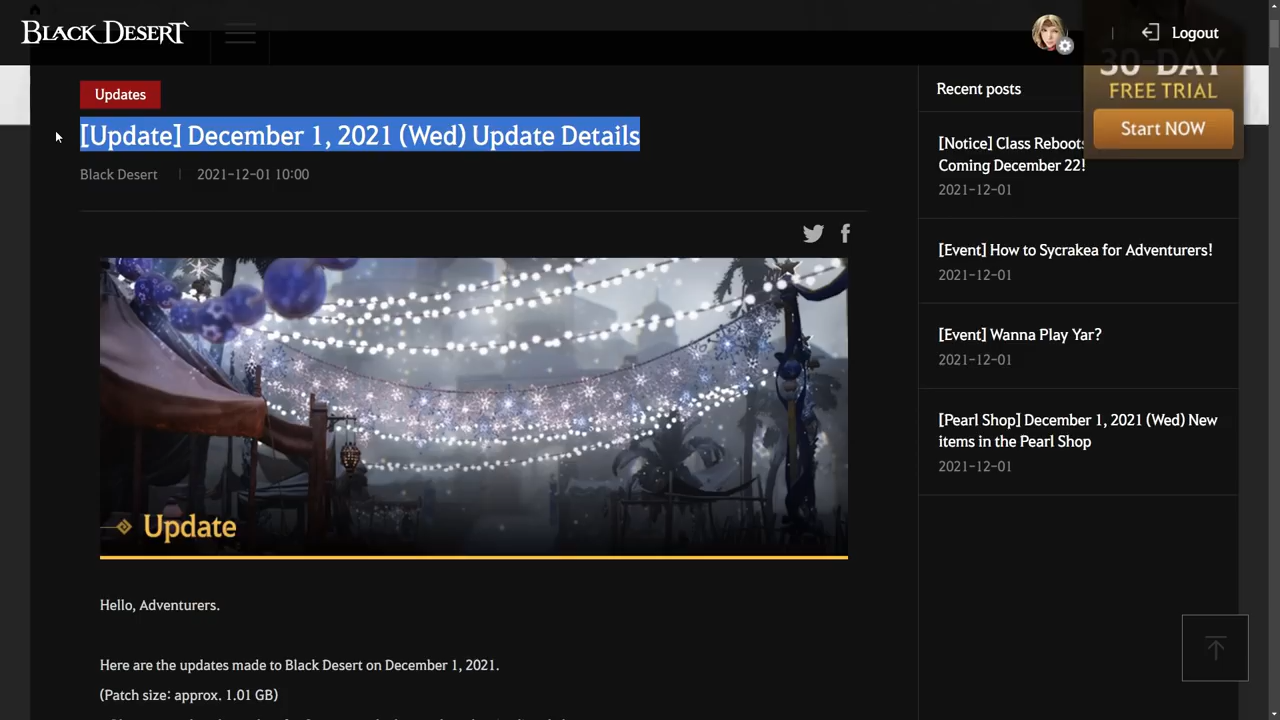 BLACK DESERT
Logout
30-DAY
FREE TRIAL
Start NOW
Updates
[Update] December 1, 2021 (Wed) Update Details
Black Desert
2021-12-01 10:00
Update
Hello, Adventurers.
Here are the updates made to Black Desert on December 1, 2021.
(Patch size: approx. 1.01 GB)
Recent posts
[Notice] Class Reboots
Coming December 22!
2021-12-01
[Event] How to Sycrakea for Adventurers!
2021-12-01
[Event] Wanna Play Yar?
2021-12-01
[Pearl Shop] December 1, 2021 (Wed) New
items in the Pearl Shop
2021-12-01